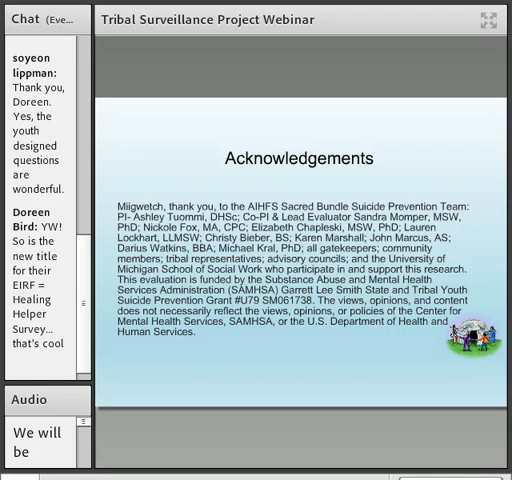 Chat (Eve...
Tribal Surveillance Project Webinar
soyeon
lippman:
Thank you,
Doreen.
Yes, the
youth
designed
questions
are
wonderful.
Doreen
Bird: YW!
So is the
new title
for their
EIRF =
Healing
Helper
Survey...
that's cool
Audio
We will
be
Acknowledgements
Miigwetch, thank you, to the AIHFS Sacred Bundle Suicide Prevention Team:
PI- Ashley Tuommi, DHSc; Co-PI & Lead Evaluator Sandra Momper, MSW,
PhD; Nickole Fox, MA, CPC; Elizabeth Chapleski, MSW, PhD; Lauren
Lockhart, LLMSW; Christy Bieber, BS; Karen Marshall; John Marcus, AS;
Darius Watkins, BBA; Michael Kral, PhD; all gatekeepers; community
members; tribal representatives; advisory councils; and the University of
Michigan School of Social Work who participate in and support this research.
This evaluation is funded by the Substance Abuse and Mental Health
Services Administration (SAMHSA) Garrett Lee Smith State and Tribal Youth
Suicide Prevention Grant #U79 SM061738. The views, opinions, and content
does not necessarily reflect the views, opinions, or policies of the Center for
Mental Health Services, SAMHSA, or the U.S. Department of Health and
Human Services.